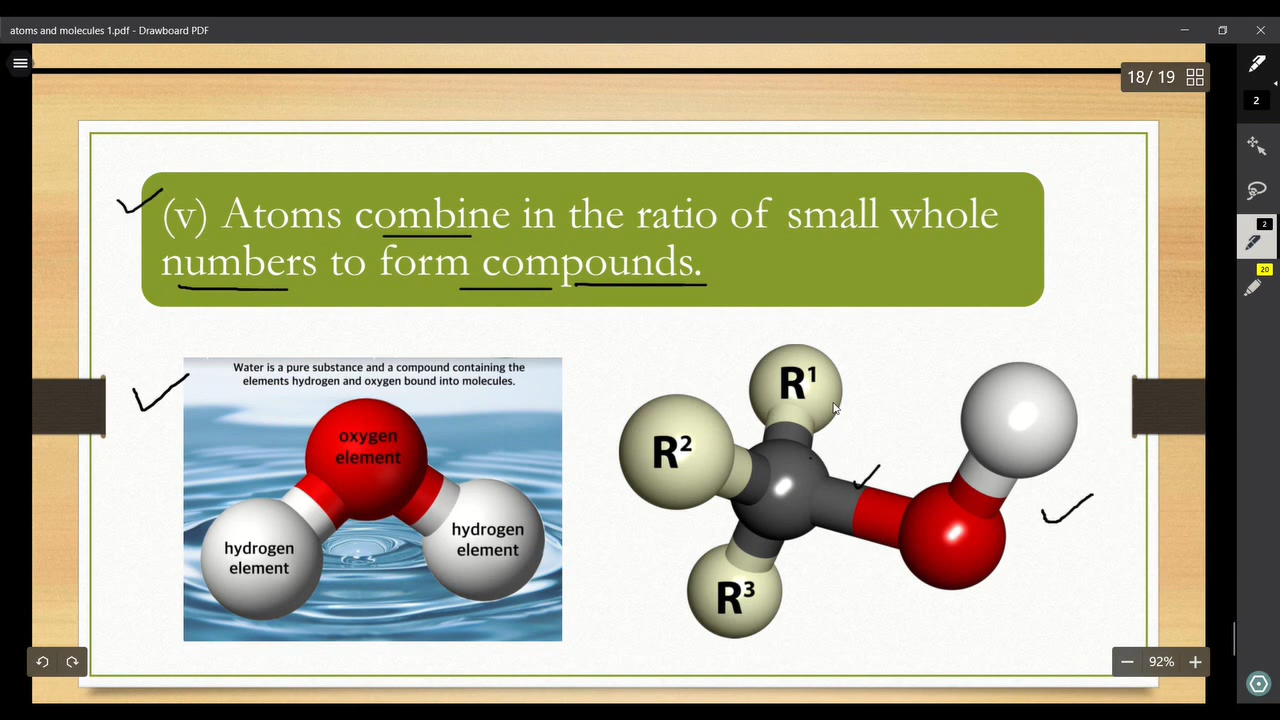 atoms and molecules 1.pdf - Drawboard PDF
18/ 19
2
2
20
(v) Atoms combine in the ratio of small whole
numbers to form compounds.
Water is a pure substance and a compound containing the
elements hydrogen and oxygen bound into molecules.
oxygen
element
hydrogen
element
hydrogen
element
R¹
R²
R³
92%